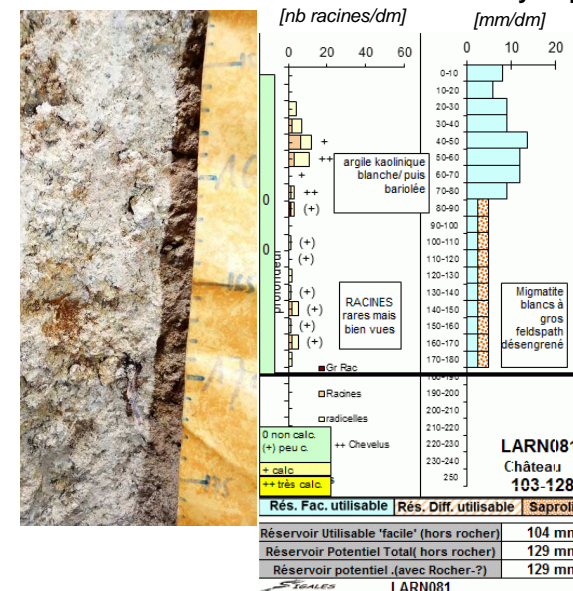 [nb racines/dm]
[mm/dm]
0 20 40 60
0 10 20
0-10
10-20
20-30
30-40
40-50
50-60
60-70
70-80
80-90
90-100
100-110
110-120
120-130
130-140
140-150
150-160
160-170
170-180
190-200
200-210
210-220
220-230
230-240
250
+
++
+
++
(+)
(+)
(+)
(+)
(+)
(+)
(+)
0
0
profondeur
argile kaolinique
blanche/ puis
bariolée
RACINES
rares mais
bien vues
Migmatite
blancs à
gros
feldspath
désengrené
Gr Rac
Racines
radicelles
++ Chevelus
0 non calc.
(+) peu c.
+ calc
++ très calc.
LARN081
Château
103-128
Rés. Fac. utilisable
Rés. Diff. utilisable
Saproli
Réservoir Utilisable 'facile' (hors rocher) 104 mm
Réservoir Potentiel Total( hors rocher) 129 mm
Réservoir potentiel .(avec Rocher-?) 129 mm
SIGALES
LARN081